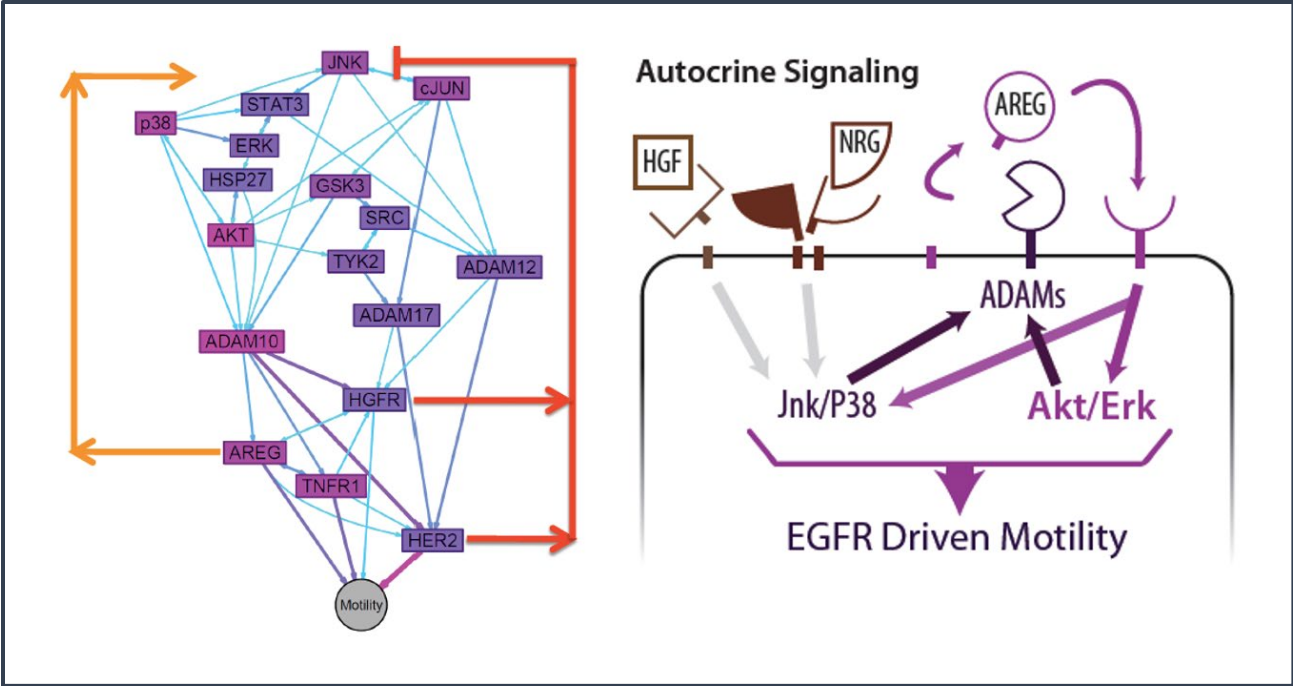 JNK
cJUN
STAT3
p38
ERK
HSP27
GSK3
SRC
AKT
TYK2
ADAM12
ADAM17
ADAM10
HGFR
AREG
TNFR1
HER2
Motility
Autocrine Signaling
AREG
NRG
HGF
ADAMs
Jnk/P38
Akt/Erk
EGFR Driven Motility